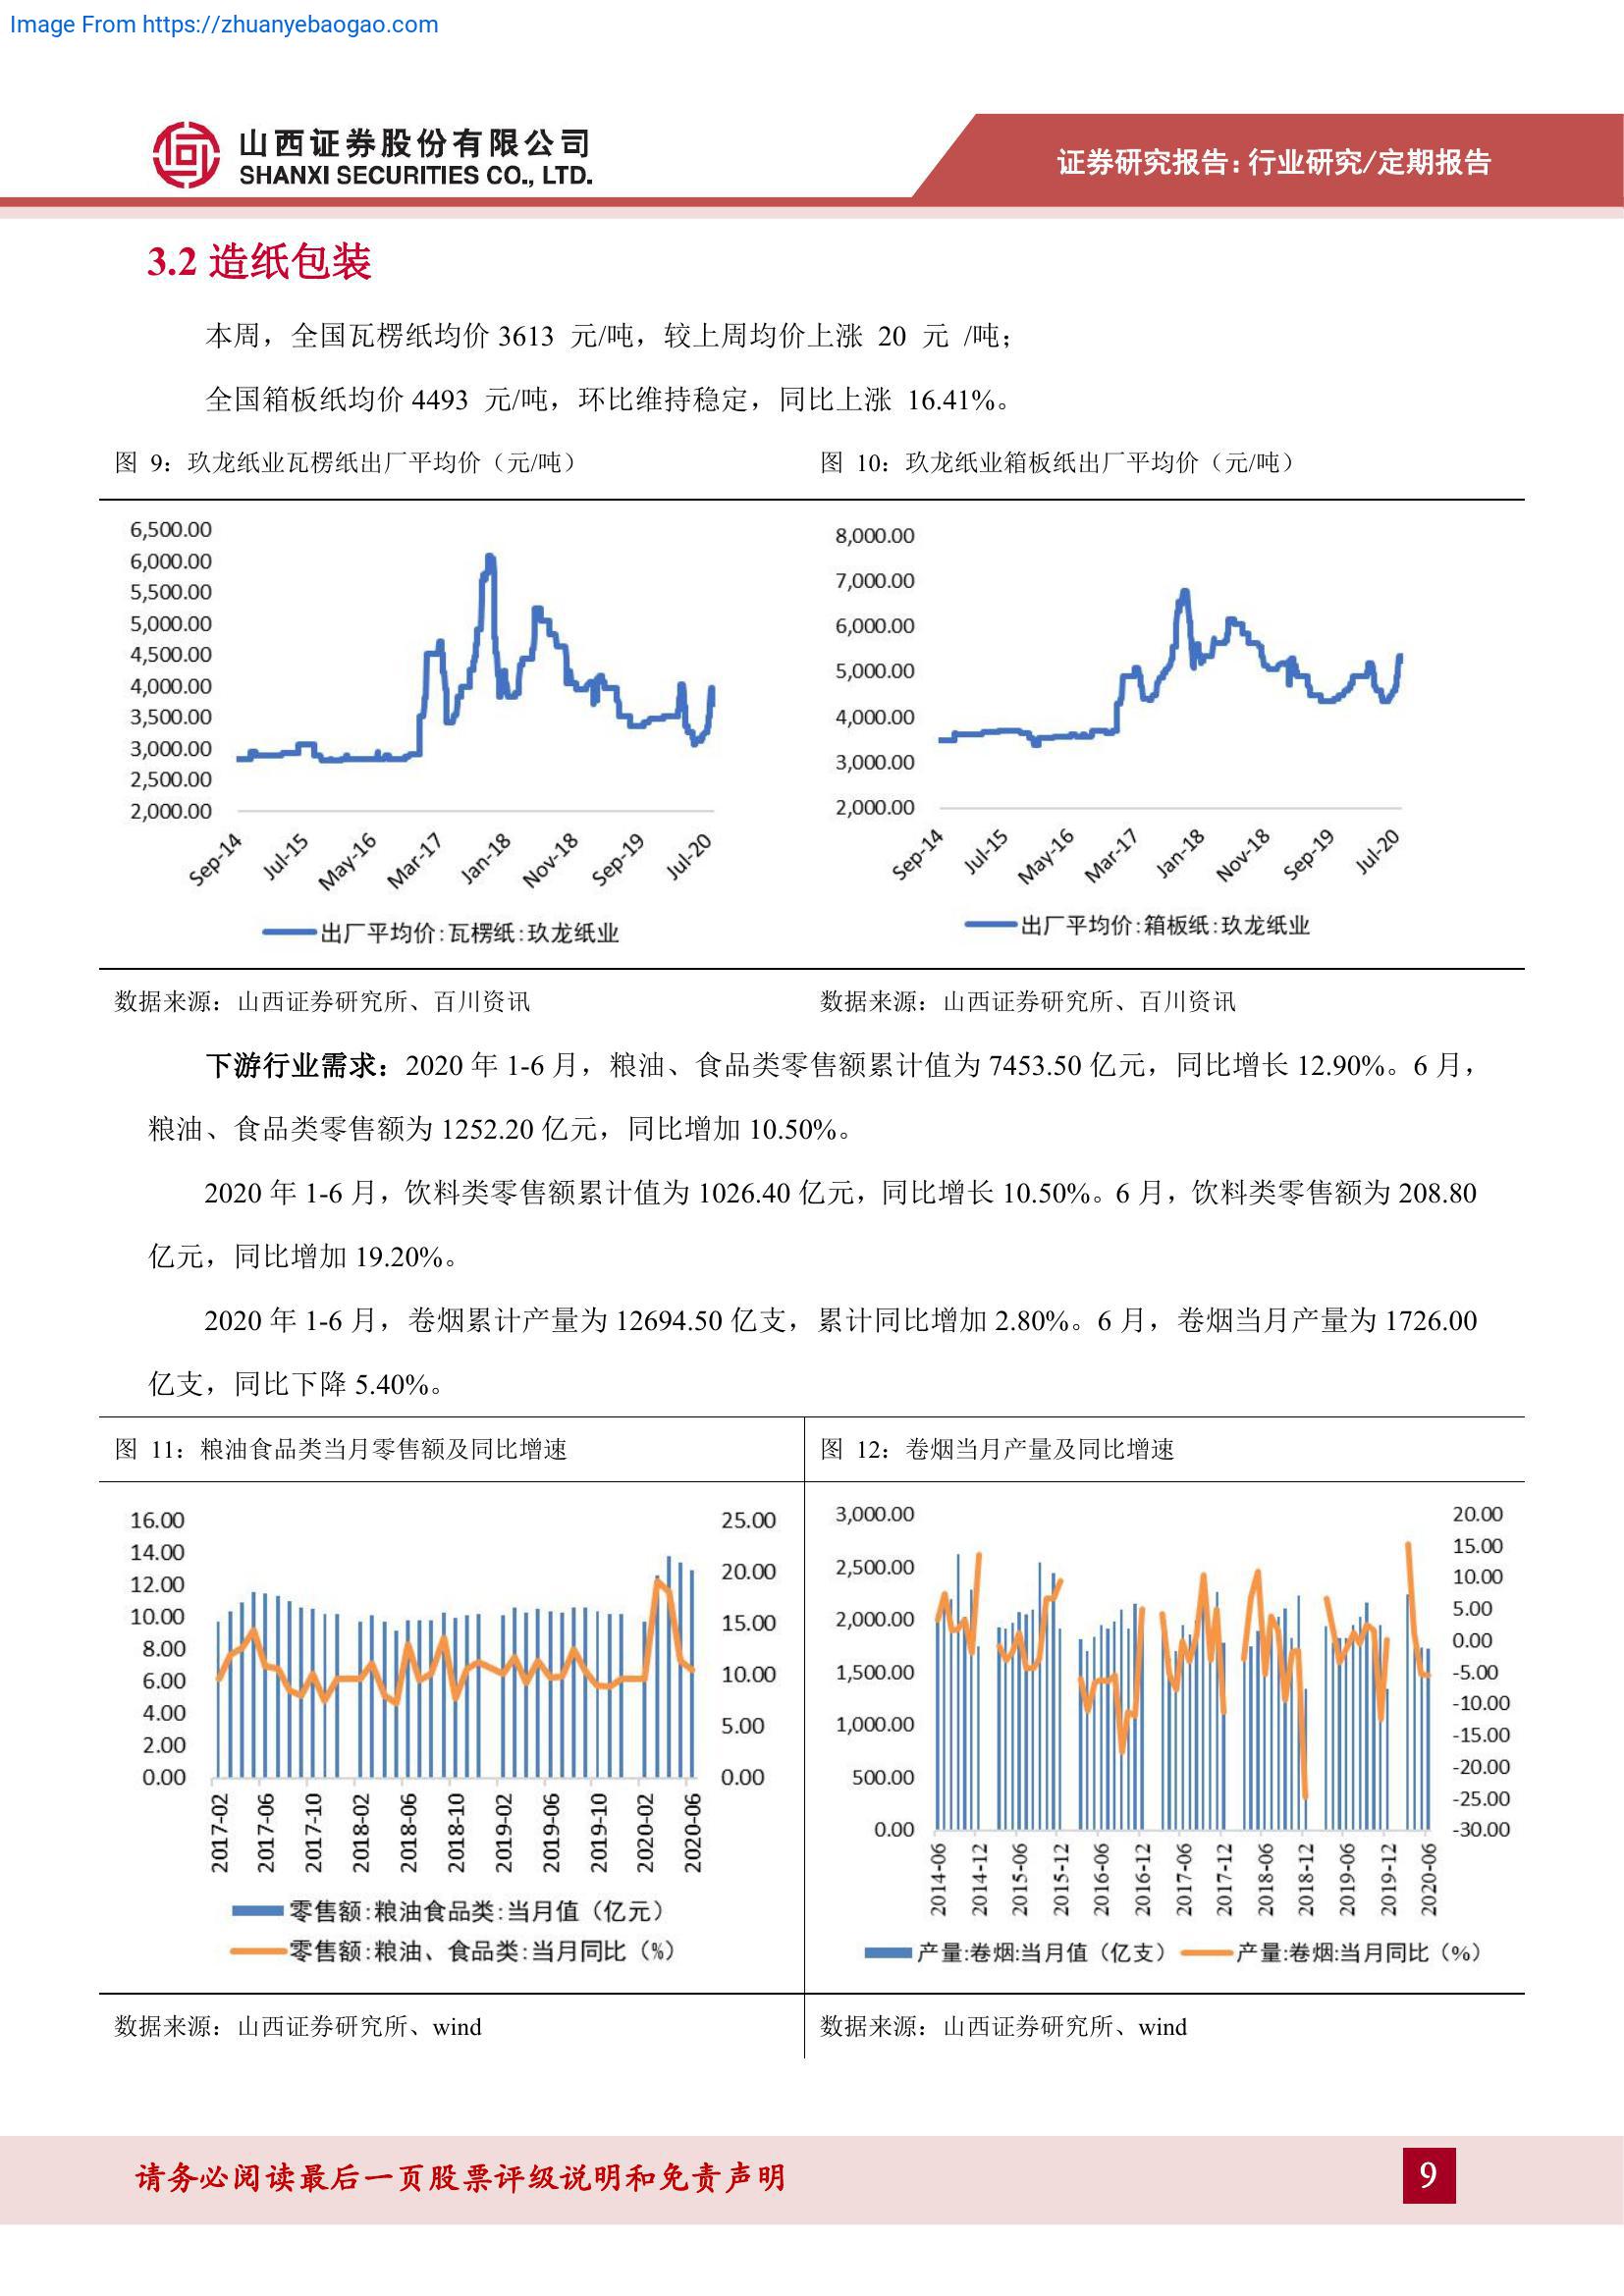 Image From https://zhuanyebaogao.com
山西证券股份有限公司
SHANXI SECURITIES CO., LTD.
证券研究报告：行业研究/定期报告
3.2 造纸包装
本周，全国瓦楞纸均价 3613 元/吨，较上周均价上涨 20 元 /吨；
全国箱板纸均价 4493 元/吨，环比维持稳定，同比上涨 16.41%。
图 9：玖龙纸业瓦楞纸出厂平均价（元/吨）
6,500.00
6,000.00
5,500.00
5,000.00
4,500.00
4,000.00
3,500.00
3,000.00
2,500.00
2,000.00
Sep-14 Jul-15 May-16 Mar-17 Jan-18 Nov-18 Sep-19 Jul-20
出厂平均价:瓦楞纸:玖龙纸业
图 10：玖龙纸业箱板纸出厂平均价（元/吨）
8,000.00
7,000.00
6,000.00
5,000.00
4,000.00
3,000.00
2,000.00
Sep-14 Jul-15 May-16 Mar-17 Jan-18 Nov-18 Sep-19 Jul-20
出厂平均价:箱板纸:玖龙纸业
数据来源：山西证券研究所、百川资讯
数据来源：山西证券研究所、百川资讯
下游行业需求：2020 年 1-6 月，粮油、食品类零售额累计值为 7453.50 亿元，同比增长 12.90%。6 月，
粮油、食品类零售额为 1252.20 亿元，同比增加 10.50%。
2020 年 1-6 月，饮料类零售额累计值为 1026.40 亿元，同比增长 10.50%。6 月，饮料类零售额为 208.80
亿元，同比增加 19.20%。
2020 年 1-6 月，卷烟累计产量为 12694.50 亿支，累计同比增加 2.80%。6 月，卷烟当月产量为 1726.00
亿支，同比下降 5.40%。
图 11：粮油食品类当月零售额及同比增速
16.00
14.00
12.00
10.00
8.00
6.00
4.00
2.00
0.00
25.00
20.00
15.00
10.00
5.00
0.00
2017-02 2017-06 2017-10 2018-02 2018-06 2018-10 2019-02 2019-06 2019-10 2020-02 2020-06
零售额:粮油食品类:当月值（亿元）
零售额:粮油、食品类:当月同比（%）
图 12：卷烟当月产量及同比增速
3,000.00
2,500.00
2,000.00
1,500.00
1,000.00
500.00
0.00
20.00
15.00
10.00
5.00
0.00
-5.00
-10.00
-15.00
-20.00
-25.00
-30.00
2014-06 2014-12 2015-06 2015-12 2016-06 2016-12 2017-06 2017-12 2018-06 2018-12 2019-06 2019-12 2020-06
产量:卷烟:当月值（亿支） 产量:卷烟:当月同比（%）
数据来源：山西证券研究所、wind
数据来源：山西证券研究所、wind
请务必阅读最后一页股票评级说明和免责声明
9